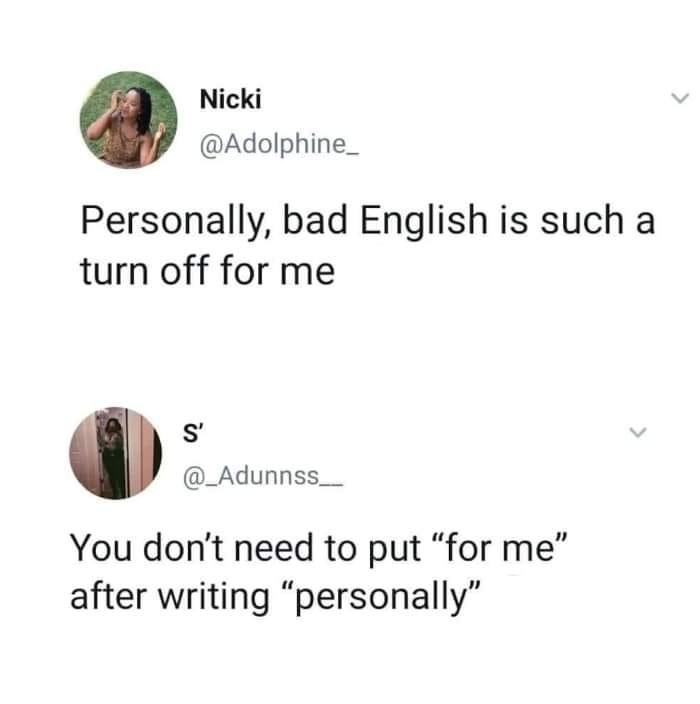 Nicki
@Adolphine_
Personally, bad English is such a
turn off for me
S'
@_Adunnss__
You don't need to put “for me”
after writing “personally”